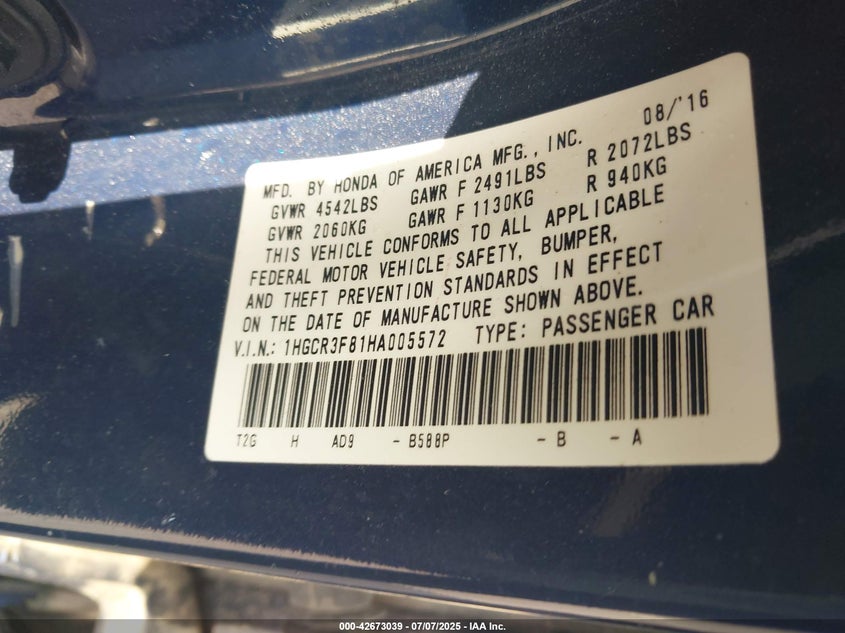 08/'16
MFD. BY HONDA OF AMERICA MFG., INC.
GVWR 4542LBS GAWR F 2491LBS R 2072LBS
GVWR 2060KG GAWR F 1130KG R 940KG
THIS VEHICLE CONFORMS TO ALL APPLICABLE
FEDERAL MOTOR VEHICLE SAFETY, BUMPER,
AND THEFT PREVENTION STANDARDS IN EFFECT
ON THE DATE OF MANUFACTURE SHOWN ABOVE.
V.I.N.: 1HGCR3F81HA005572 TYPE: PASSENGER CAR
T2G H AD9 - B588P - B - A
000-42673039 - 07/07/2025 - IAA Inc.